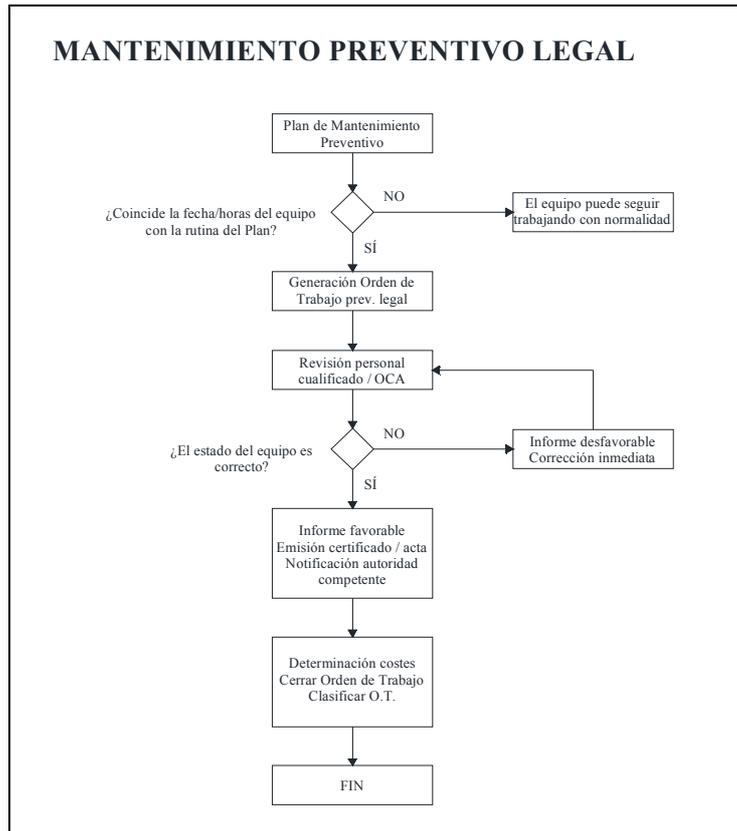 MANTENIMIENTO PREVENTIVO LEGAL
Plan de Mantenimiento
Preventivo
¿Coincide la fecha/horas del equipo
con la rutina del Plan?
NO
El equipo puede seguir
trabajando con normalidad
SÍ
Generación Orden de
Trabajo prev. legal
Revisión personal
cualificado / OCA
¿El estado del equipo es
correcto?
NO
Informe desfavorable
Corrección inmediata
SÍ
Informe favorable
Emisión certificado / acta
Notificación autoridad
competente
Determinación costes
Cerrar Orden de Trabajo
Clasificar O.T.
FIN